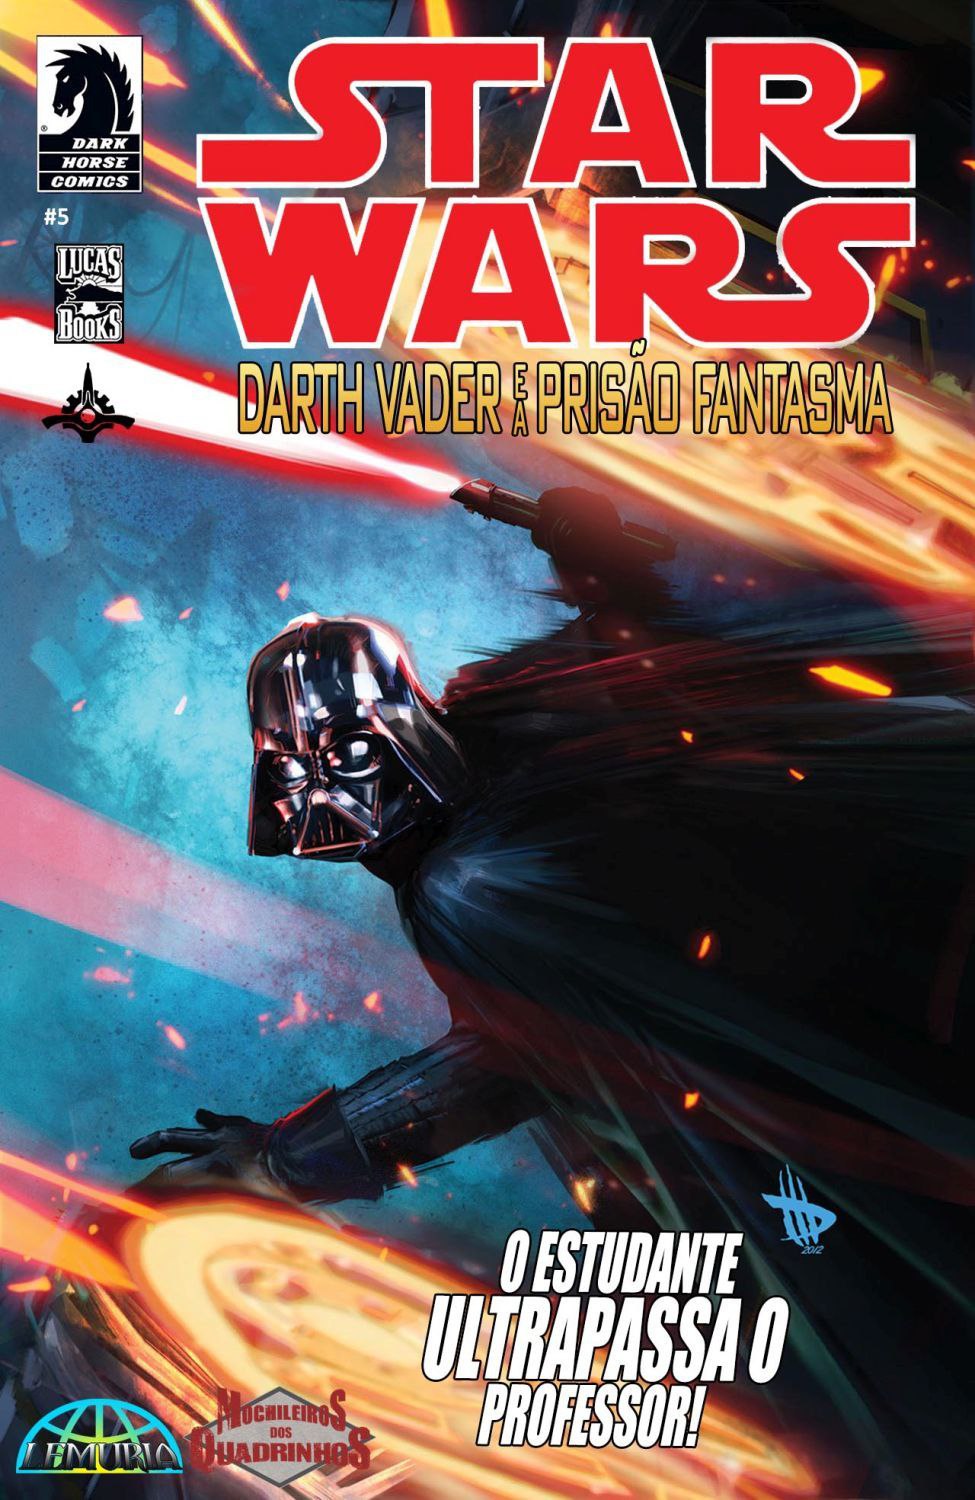 DARK
HORSE
COMICS
#5
LUCAS
BOOKS
STAR
WARS
DARTH VADER E A PRISÃO FANTASMA
2012
O ESTUDANTE
ULTRAPASSA O
PROFESSOR!
LEMURIA
MOCHILEIROS
DOS
QUADRINHOS